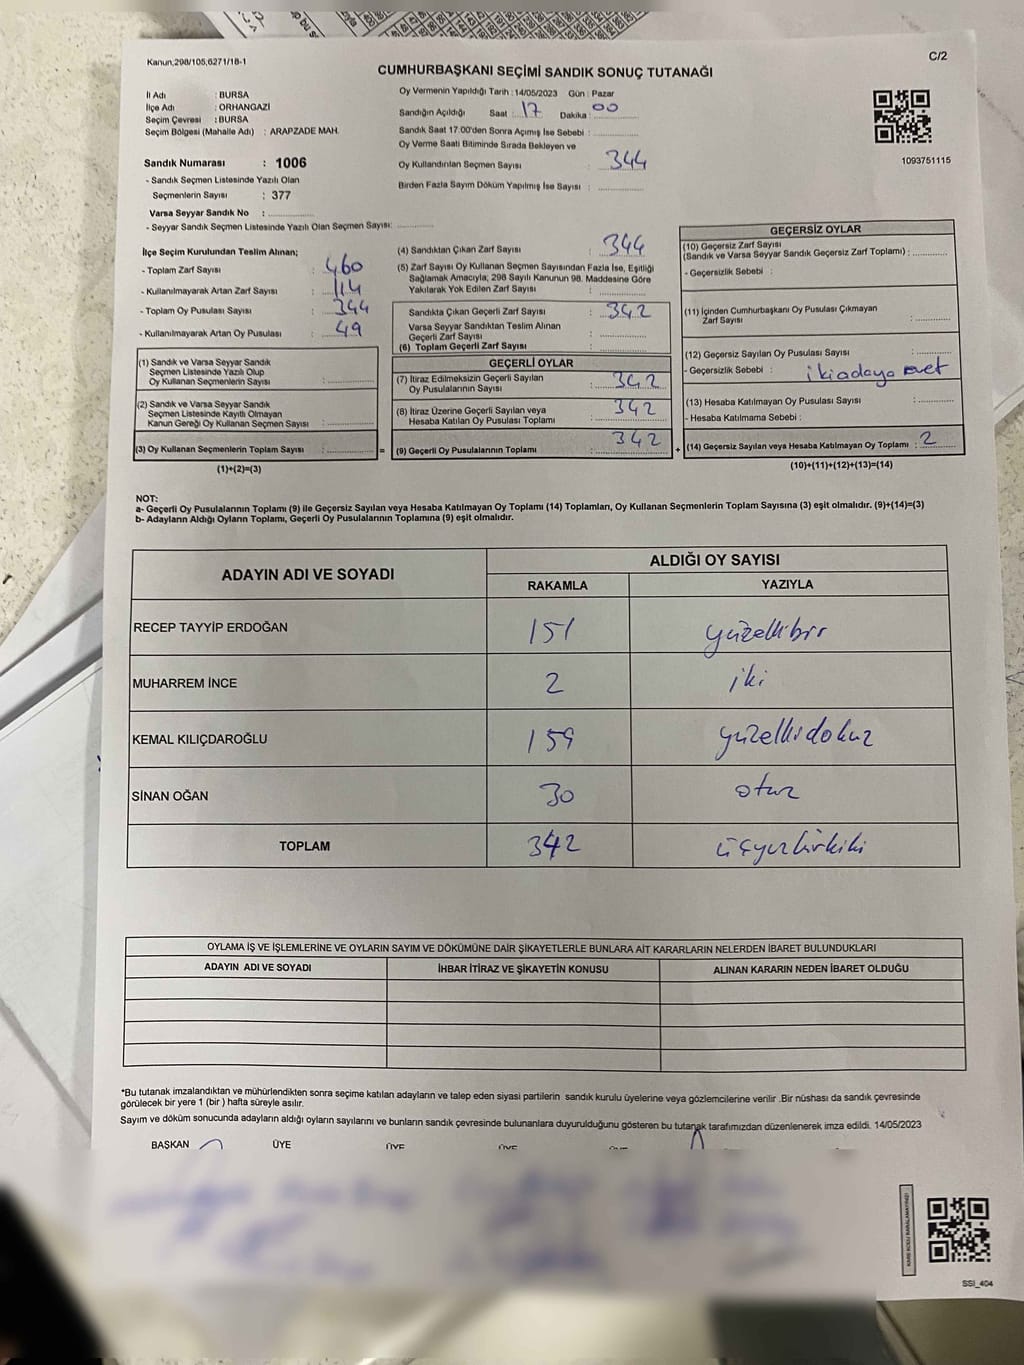 Kanun,298/105,6271/18-1
C/2
CUMHURBAŞKANI SEÇİMİ SANDIK SONUÇ TUTANAĞI
İl Adı : BURSA
İlçe Adı : ORHANGAZİ
Seçim Çevresi : BURSA
Seçim Bölgesi (Mahalle Adı) : ARAPZADE MAH.
Sandık Numarası : 1006
- Sandık Seçmen Listesinde Yazılı Olan
Seçmenlerin Sayısı : 377
Varsa Seyyar Sandık No :
- Seyyar Sandık Seçmen Listesinde Yazılı Olan Seçmen Sayısı:
Oy Vermenin Yapıldığı Tarih : 14/05/2023 Gün : Pazar
Sandığın Açıldığı Saat : 17 Dakika : 00
Sandık Saat 17:00'den Sonra Açımış İse Sebebi :
Oy Verme Saati Bitiminde Sırada Bekleyen ve
Oy Kullandırılan Seçmen Sayısı : 344
Birden Fazla Sayım Döküm Yapılmış İse Sayısı :
1093751115
İlçe Seçim Kurulundan Teslim Alınan;
- Toplam Zarf Sayısı : 460
- Kullanılmayarak Artan Zarf Sayısı : 114
- Toplam Oy Pusulası Sayısı : 344
- Kullanılmayarak Artan Oy Pusulası : 49
(1) Sandık ve Varsa Seyyar Sandık
Seçmen Listesinde Yazılı Olup
Oy Kullanan Seçmenlerin Sayısı :
(2) Sandık ve Varsa Seyyar Sandık
Seçmen Listesinde Kayıtlı Olmayan
Kanun Gereği Oy Kullanan Seçmen Sayısı :
(3) Oy Kullanan Seçmenlerin Toplam Sayısı : =
(1)+(2)=(3)
(4) Sandıktan Çıkan Zarf Sayısı : 344
(5) Zarf Sayısı Oy Kullanan Seçmen Sayısından Fazla İse, Eşitliği
Sağlamak Amacıyla; 298 Sayılı Kanunun 98. Maddesine Göre
Yakılarak Yok Edilen Zarf Sayısı :
Sandıkta Çıkan Geçerli Zarf Sayısı : 342
Varsa Seyyar Sandıktan Teslim Alınan
Geçerli Zarf Sayısı :
(6) Toplam Geçerli Zarf Sayısı :
GEÇERLİ OYLAR
(7) İtiraz Edilmeksizin Geçerli Sayılan
Oy Pusulalarının Sayısı : 342
(8) İtiraz Üzerine Geçerli Sayılan veya
Hesaba Katılan Oy Pusulası Toplamı : 342
(9) Geçerli Oy Pusulalarının Toplamı : 342 +
GEÇERSİZ OYLAR
(10) Geçersiz Zarf Sayısı
(Sandık ve Varsa Seyyar Sandık Geçersiz Zarf Toplamı) :
- Geçersizlik Sebebi :
(11) İçinden Cumhurbaşkanı Oy Pusulası Çıkmayan
Zarf Sayısı :
(12) Geçersiz Sayılan Oy Pusulası Sayısı :
- Geçersizlik Sebebi : iki adaya evet
(13) Hesaba Katılmayan Oy Pusulası Sayısı :
- Hesaba Katılmama Sebebi :
(14) Geçersiz Sayılan veya Hesaba Katılmayan Oy Toplamı : 2
(10)+(11)+(12)+(13)=(14)
NOT:
a- Geçerli Oy Pusulalarının Toplamı (9) ile Geçersiz Sayılan veya Hesaba Katılmayan Oy Toplamı (14) Toplamları, Oy Kullanan Seçmenlerin Toplam Sayısına (3) eşit olmalıdır. (9)+(14)=(3)
b- Adayların Aldığı Oyların Toplamı, Geçerli Oy Pusulalarının Toplamına (9) eşit olmalıdır.
ADAYIN ADI VE SOYADI
ALDIĞI OY SAYISI
RAKAMLA YAZIYLA
RECEP TAYYİP ERDOĞAN 151 yüzellibir
MUHARREM İNCE 2 iki
KEMAL KILIÇDAROĞLU 159 yüzellidokuz
SİNAN OĞAN 30 otuz
TOPLAM 342 üçyüzkırkiki
OYLAMA İŞ VE İŞLEMLERİNE VE OYLARIN SAYIM VE DÖKÜMÜNE DAİR ŞİKAYETLERLE BUNLARA AİT KARARLARIN NELERDEN İBARET BULUNDUKLARI
ADAYIN ADI VE SOYADI İHBAR İTİRAZ VE ŞİKAYETİN KONUSU ALINAN KARARIN NEDEN İBARET OLDUĞU
*Bu tutanak imzalandıktan ve mühürlendikten sonra seçime katılan adayların ve talep eden siyasi partilerin sandık kurulu üyelerine veya gözlemcilerine verilir .Bir nüshası da sandık çevresinde
görülecek bir yere 1 (bir ) hafta süreyle asılır.
Sayım ve döküm sonucunda adayların aldığı oyların sayılarını ve bunların sandık çevresinde bulunanlara duyurulduğunu gösteren bu tutanak tarafımızdan düzenlenerek imza edildi. 14/05/2023
BAŞKAN ÜYE ÜYE ÜYE
SSI_404